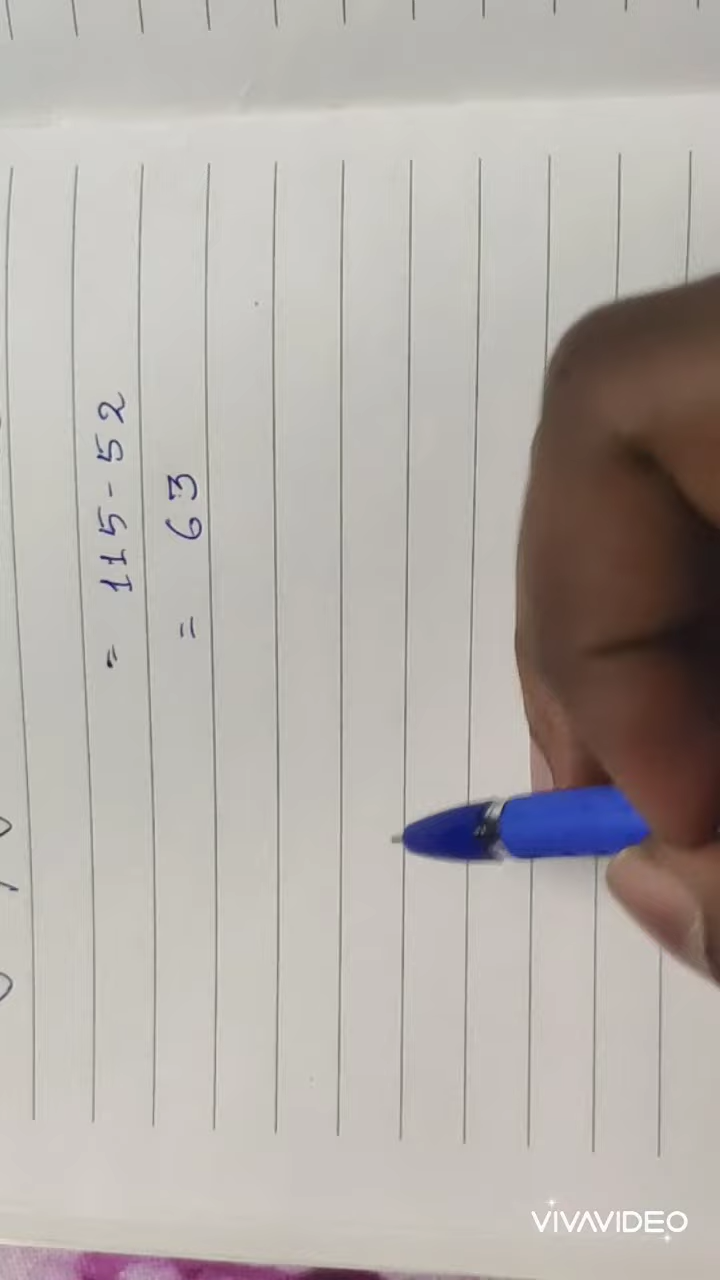 = 115-52
= 63
VIVAVIDEO